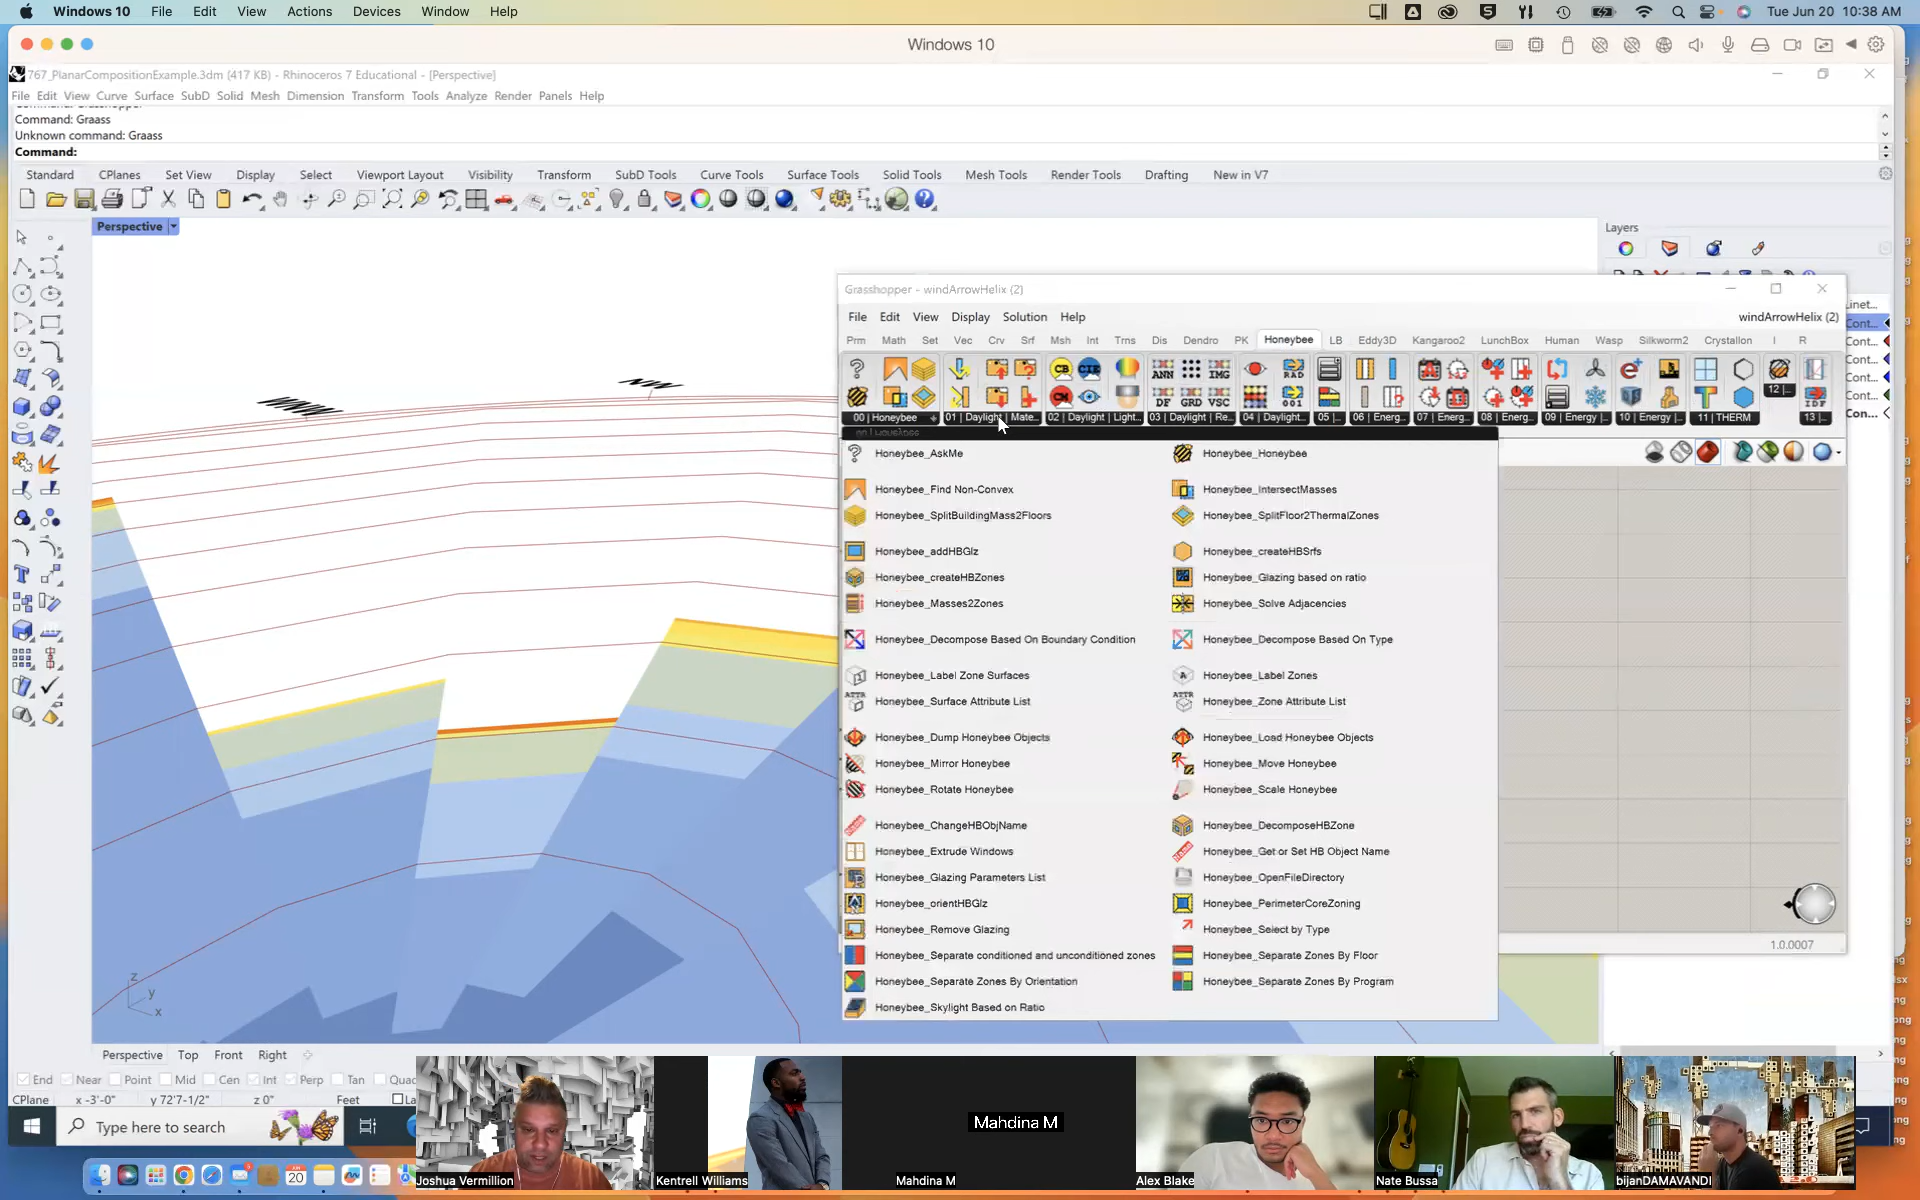 Windows 10 File Edit View Actions Devices Window Help Tue Jun 20 10:38 AM
Windows 10
767_PlanarCompositionExample.3dm (417 KB) - Rhinoceros 7 Educational - [Perspective]
File Edit View Curve Surface SubD Solid Mesh Dimension Transform Tools Analyze Render Panels Help
Command: Graass
Unknown command: Graass
Command:
Standard CPlanes Set View Display Select Viewport Layout Visibility Transform SubD Tools Curve Tools Surface Tools Solid Tools Mesh Tools Render Tools Drafting New in V7
Perspective
Layers
Grasshopper - windArrowHelix (2)
File Edit View Display Solution Help windArrowHelix (2)
Prm Math Set Vec Crv Srf Msh Int Trns Dis Dendro PK Honeybee LB Eddy3D Kangaroo2 LunchBox Human Wasp Silkworm2 Crystallon I R
00 | Honeybee 01 | Daylight | Mate... 02 | Daylight | Light... 03 | Daylight | Re... 04 | Daylight... 05 |... 06 | Energ... 07 | Energ... 08 | Energ... 09 | Energy |... 10 | Energy |... 11 | THERM 12 |... 13 |...
Honeybee_AskMe Honeybee_Honeybee
Honeybee_Find Non-Convex Honeybee_IntersectMasses
Honeybee_SplitBuildingMass2Floors Honeybee_SplitFloor2ThermalZones
Honeybee_addHBGlz Honeybee_createHBSrfs
Honeybee_createHBZones Honeybee_Glazing based on ratio
Honeybee_Masses2Zones Honeybee_Solve Adjacencies
Honeybee_Decompose Based On Boundary Condition Honeybee_Decompose Based On Type
Honeybee_Label Zone Surfaces Honeybee_Label Zones
Honeybee_Surface Attribute List Honeybee_Zone Attribute List
Honeybee_Dump Honeybee Objects Honeybee_Load Honeybee Objects
Honeybee_Mirror Honeybee Honeybee_Move Honeybee
Honeybee_Rotate Honeybee Honeybee_Scale Honeybee
Honeybee_ChangeHBObjName Honeybee_DecomposeHBZone
Honeybee_Extrude Windows Honeybee_Get or Set HB Object Name
Honeybee_Glazing Parameters List Honeybee_OpenFileDirectory
Honeybee_orientHBGlz Honeybee_PerimeterCoreZoning
Honeybee_Remove Glazing Honeybee_Select by Type
Honeybee_Separate conditioned and unconditioned zones Honeybee_Separate Zones By Floor
Honeybee_Separate Zones By Orientation Honeybee_Separate Zones By Program
Honeybee_Skylight Based on Ratio
1.0.0007
NW
z
y
x
Perspective Top Front Right
End Near Point Mid Cen Int Perp Tan Quad
CPlane x -3'-0" y 72'7-1/2" z 0" Feet
Type here to search
Mahdina M
Joshua Vermillion Kentrell Williams Mahdina M Alex Blake Nate Bussa bijanDAMAVANDI